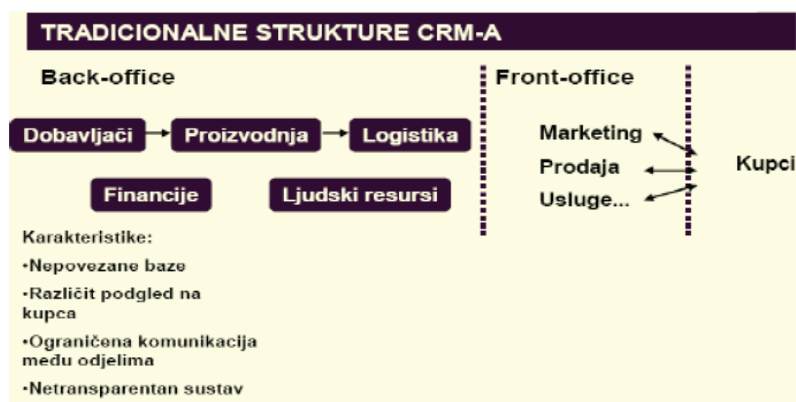 TRADICIONALNE STRUKTURE CRM-A
Back-office
Front-office
Dobavljači
Proizvodnja
Logistika
Marketing
Prodaja
Usluge...
Kupci
Financije
Ljudski resursi
Karakteristike:
•Nepovezane baze
•Različit podgled na
kupca
•Ograničena komunikacija
među odjelima
•Netransparentan sustav